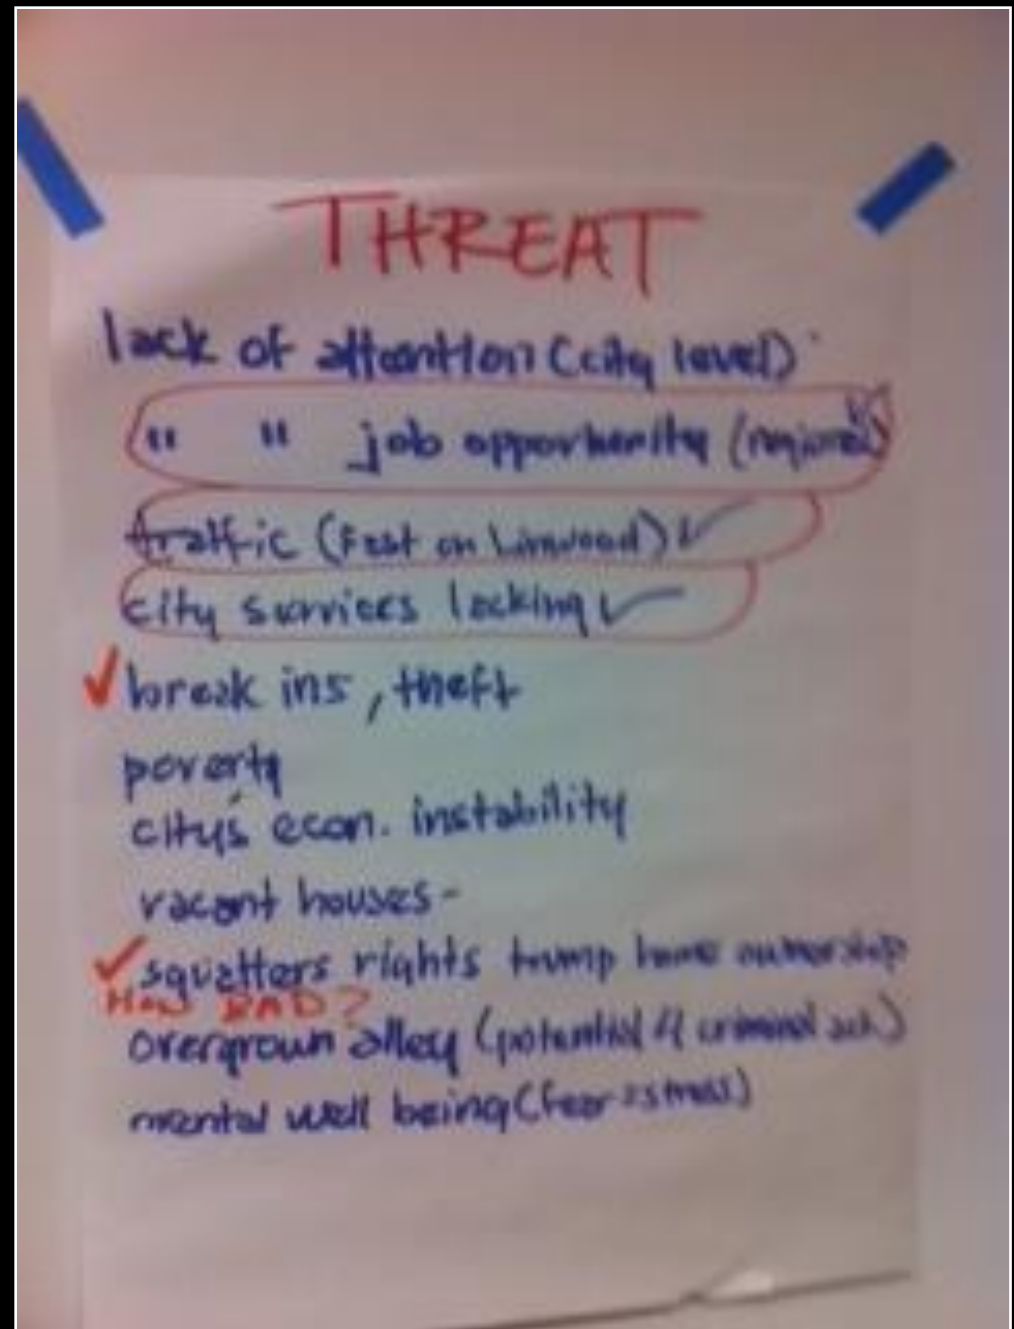 THREAT
lack of attention (city level)
" " job opportunity (regional)
traffic (Fast on Linwood) ✓
city services lacking ✓
✓ break ins, theft
poverty
city's econ. instability
vacant houses -
✓ squatters rights trump home ownership
HOW BAD?
overgrown alley (potential 4 criminal act)
mental well being (fear=stress)